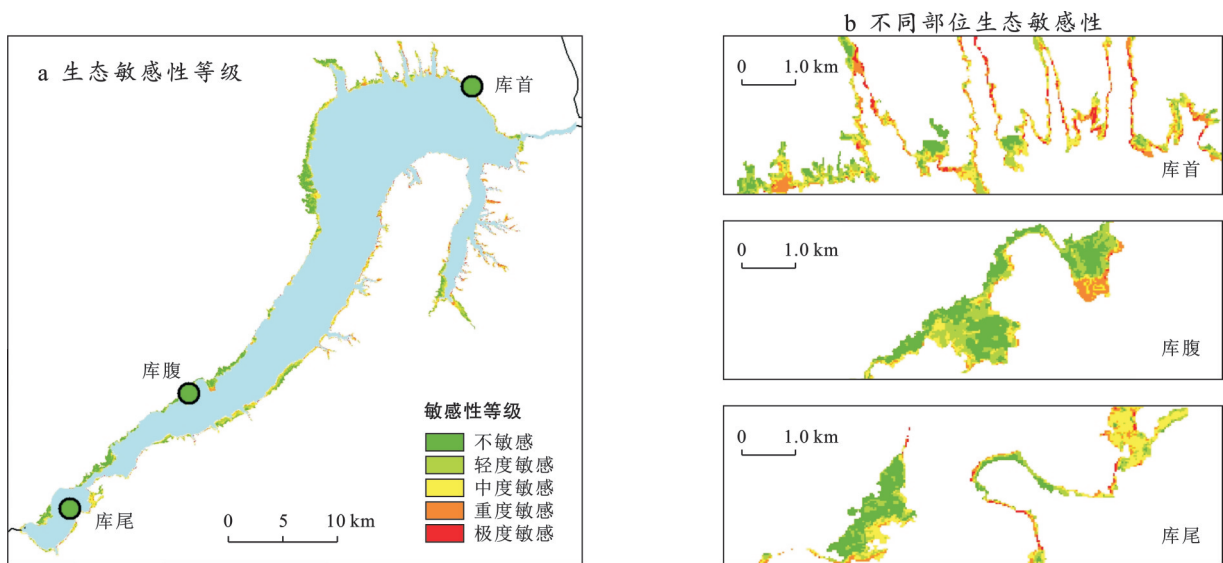 a 生态敏感性等级
库首
库腹
库尾
敏感性等级
不敏感
轻度敏感
中度敏感
重度敏感
极度敏感
0 5 10 km
b 不同部位生态敏感性
0 1.0 km
库首
0 1.0 km
库腹
0 1.0 km
库尾